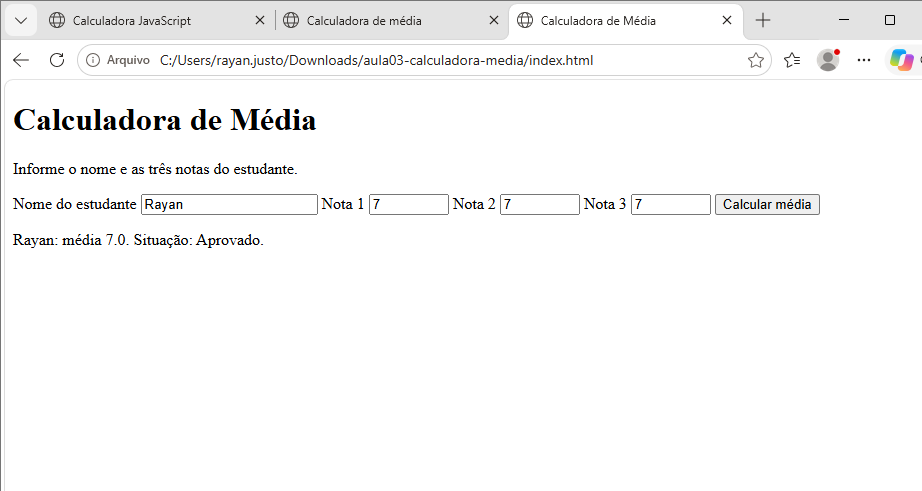 Calculadora JavaScript
Calculadora de média
Calculadora de Média
Arquivo C:/Users/rayan.justo/Downloads/aula03-calculadora-media/index.html
Calculadora de Média
Informe o nome e as três notas do estudante.
Nome do estudante Rayan Nota 1 7 Nota 2 7 Nota 3 7 Calcular média
Rayan: média 7.0. Situação: Aprovado.